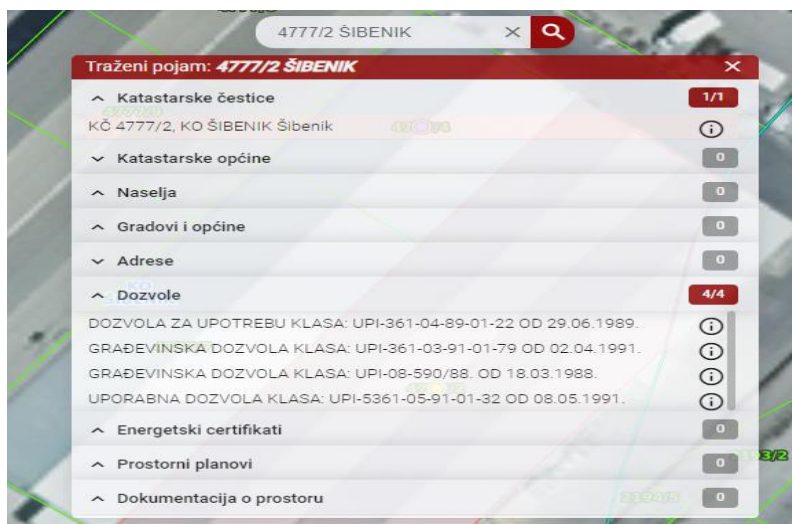 4777/2 ŠIBENIK
Traženi pojam: 4777/2 ŠIBENIK
Katastarske čestice 1/1
KČ 4777/2, KO ŠIBENIK Šibenik
Katastarske općine 0
Naselja 0
Gradovi i općine 0
Adrese 0
Dozvole 4/4
DOZVOLA ZA UPOTREBU KLASA: UPI-361-04-89-01-22 OD 29.06.1989.
GRAĐEVINSKA DOZVOLA KLASA: UPI-361-03-91-01-79 OD 02.04.1991.
GRAĐEVINSKA DOZVOLA KLASA: UPI-08-590/88. OD 18.03.1988.
UPORABNA DOZVOLA KLASA: UPI-5361-05-91-01-32 OD 08.05.1991.
Energetski certifikati 0
Prostorni planovi 0
Dokumentacija o prostoru 0